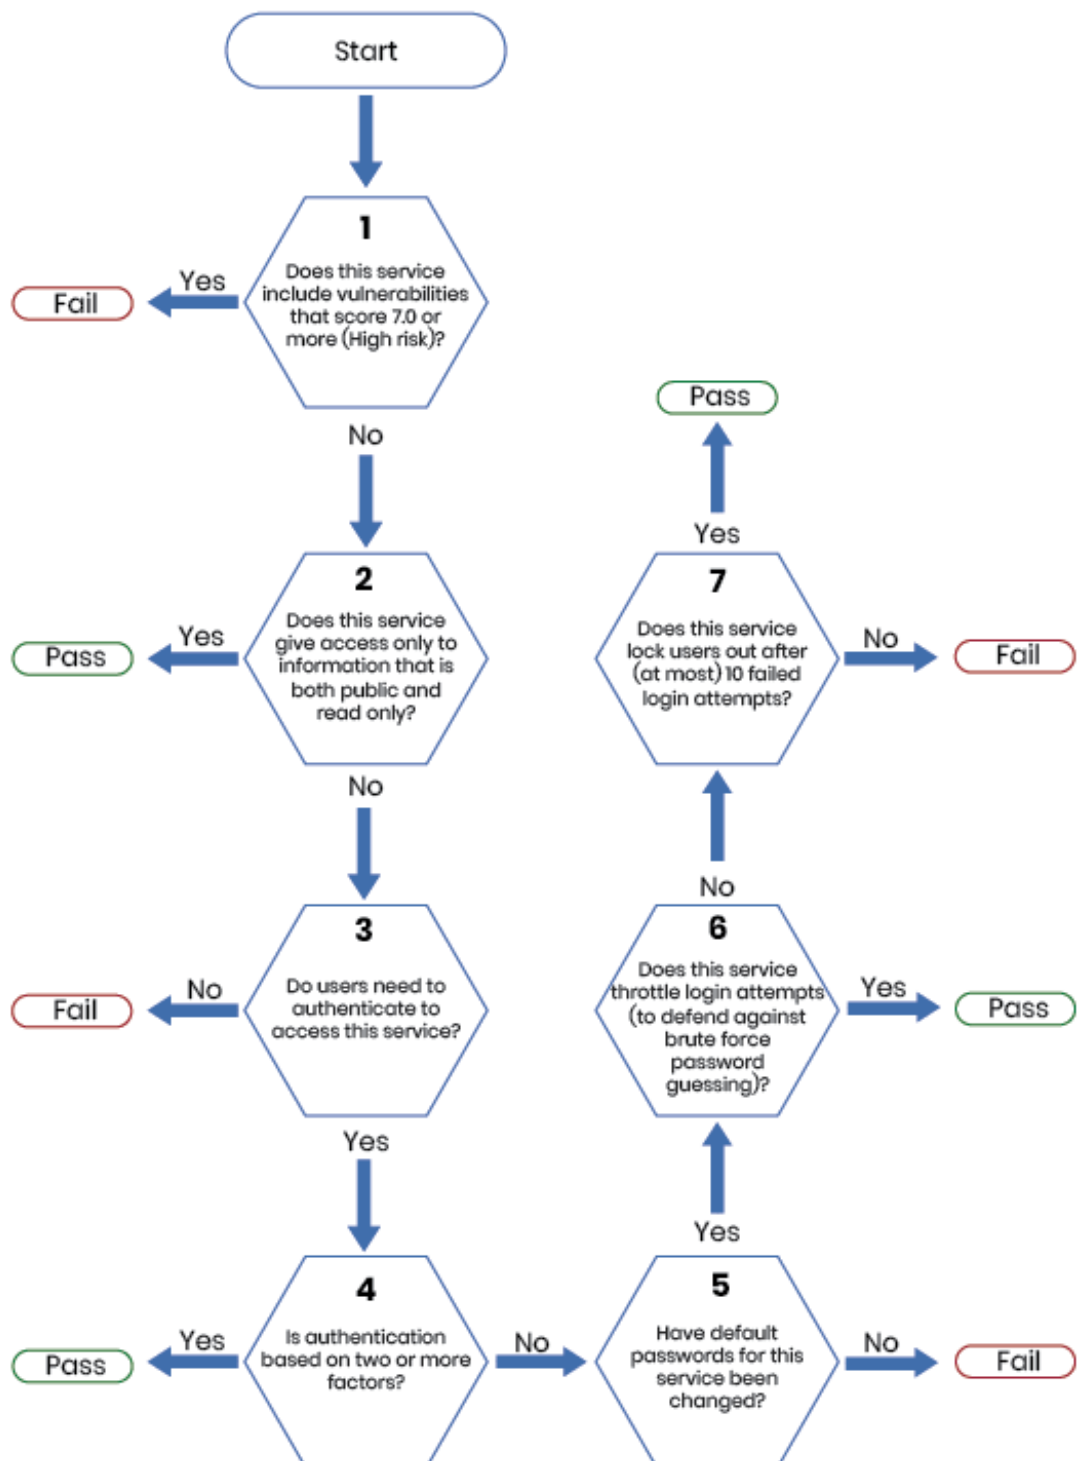 Start
1
Does this service
include vulnerabilities
that score 7.0 or
more (High risk)?
Yes
Fail
No
2
Does this service
give access only to
information that is
both public and
read only?
Yes
Pass
No
3
Do users need to
authenticate to
access this service?
No
Fail
Yes
4
Is authentication
based on two or more
factors?
Yes
Pass
No
5
Have default
passwords for this
service been
changed?
No
Fail
Yes
6
Does this service
throttle login attempts
(to defend against
brute force
password
guessing)?
Yes
Pass
No
7
Does this service
lock users out after
(at most) 10 failed
login attempts?
No
Fail
Yes
Pass